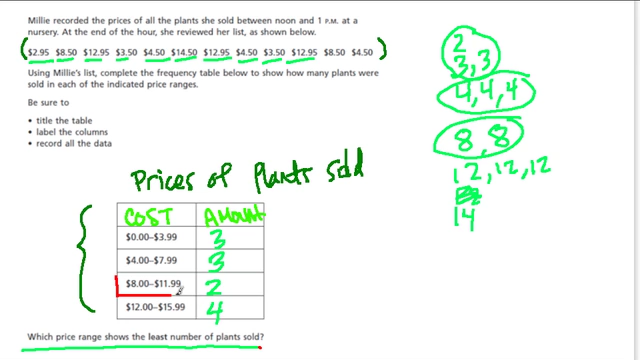 Millie recorded the prices of all the plants she sold between noon and 1 P.M. at a
nursery. At the end of the hour, she reviewed her list, as shown below.
$2.95 $8.50 $12.95 $3.50 $4.50 $14.50 $12.95 $4.50 $3.50 $12.95 $8.50 $4.50
Using Millie's list, complete the frequency table below to show how many plants were
sold in each of the indicated price ranges.
Be sure to
• title the table
• label the columns
• record all the data
Prices of plants sold
COST AMOUNT
$0.00–$3.99 3
$4.00–$7.99 3
$8.00–$11.99 2
$12.00–$15.99 4
Which price range shows the least number of plants sold?
2
3, 3
4, 4, 4
8, 8
12, 12, 12
14